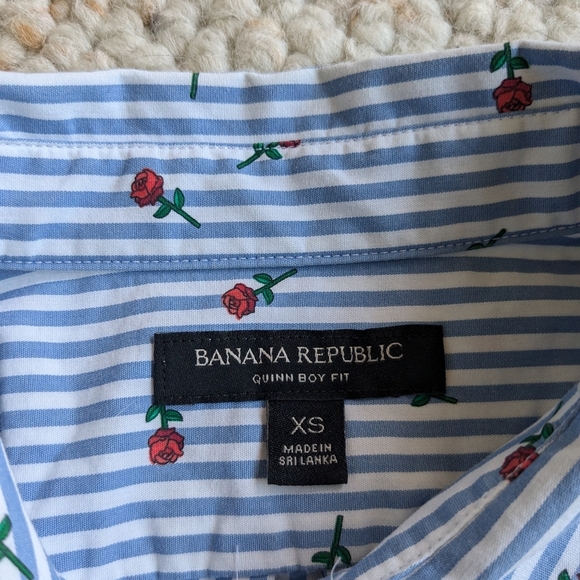 BANANA REPUBLIC
QUINN BOY FIT
XS
MADE IN
SRI LANKA